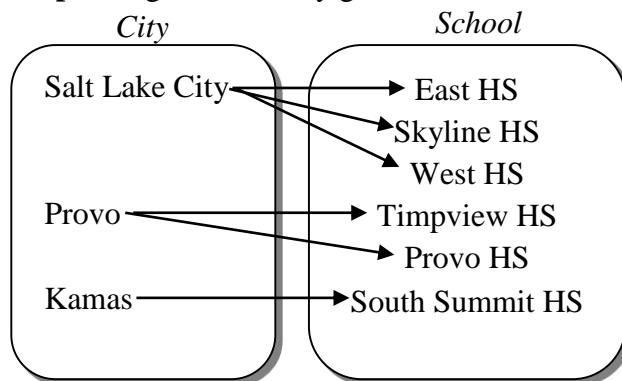 City
School
Salt Lake City
East HS
Skyline HS
West HS
Provo
Timpview HS
Provo HS
Kamas
South Summit HS